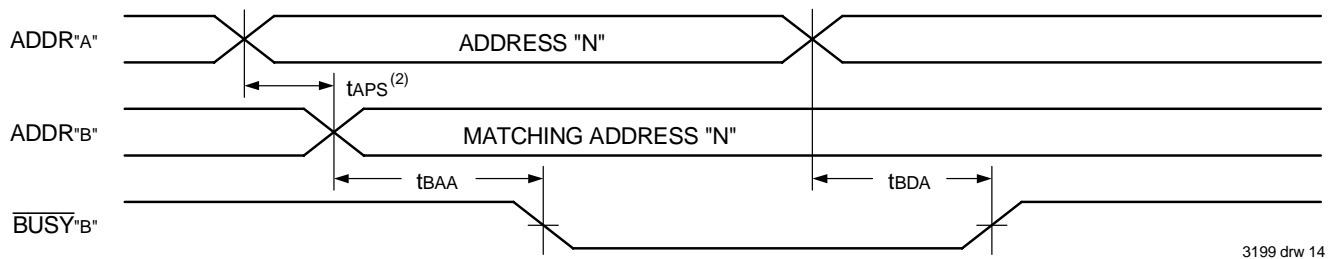 ADDR"A"
ADDRESS "N"
tAPS(2)
ADDR"B"
MATCHING ADDRESS "N"
tBAA
tBDA
BUSY"B"
3199 drw 14